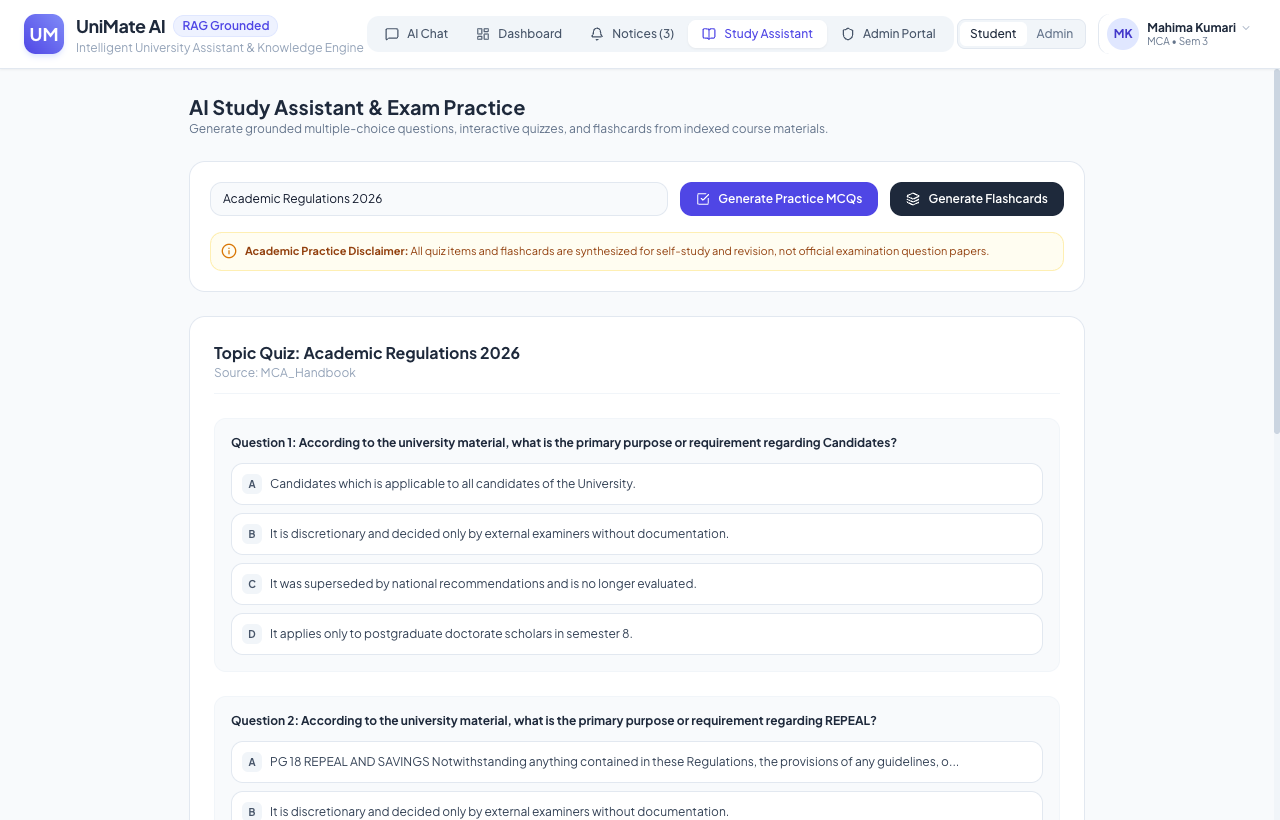 UM
UniMate AI
RAG Grounded
Intelligent University Assistant & Knowledge Engine
AI Chat
Dashboard
Notices (3)
Study Assistant
Admin Portal
Student
Admin
MK
Mahima Kumari
MCA • Sem 3
AI Study Assistant & Exam Practice
Generate grounded multiple-choice questions, interactive quizzes, and flashcards from indexed course materials.
Academic Regulations 2026
Generate Practice MCQs
Generate Flashcards
Academic Practice Disclaimer: All quiz items and flashcards are synthesized for self-study and revision, not official examination question papers.
Topic Quiz: Academic Regulations 2026
Source: MCA_Handbook
Question 1: According to the university material, what is the primary purpose or requirement regarding Candidates?
A Candidates which is applicable to all candidates of the University.
B It is discretionary and decided only by external examiners without documentation.
C It was superseded by national recommendations and is no longer evaluated.
D It applies only to postgraduate doctorate scholars in semester 8.
Question 2: According to the university material, what is the primary purpose or requirement regarding REPEAL?
A PG 18 REPEAL AND SAVINGS Notwithstanding anything contained in these Regulations, the provisions of any guidelines, o...
B It is discretionary and decided only by external examiners without documentation.